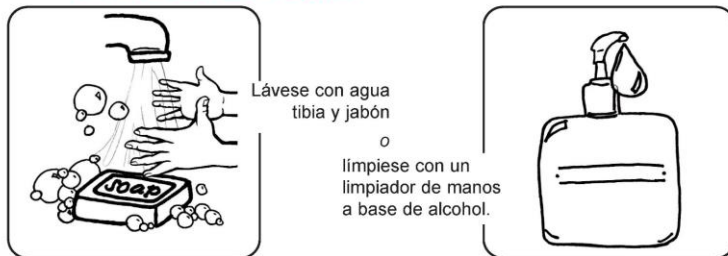 Lávese con agua
tibia y jabón
o
límpiese con un
limpiador de manos
a base de alcohol.
soap